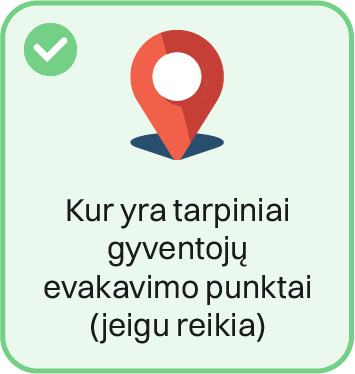 Kur yra tarpiniai
gyventojų
evakavimo punktai
(jeigu reikia)